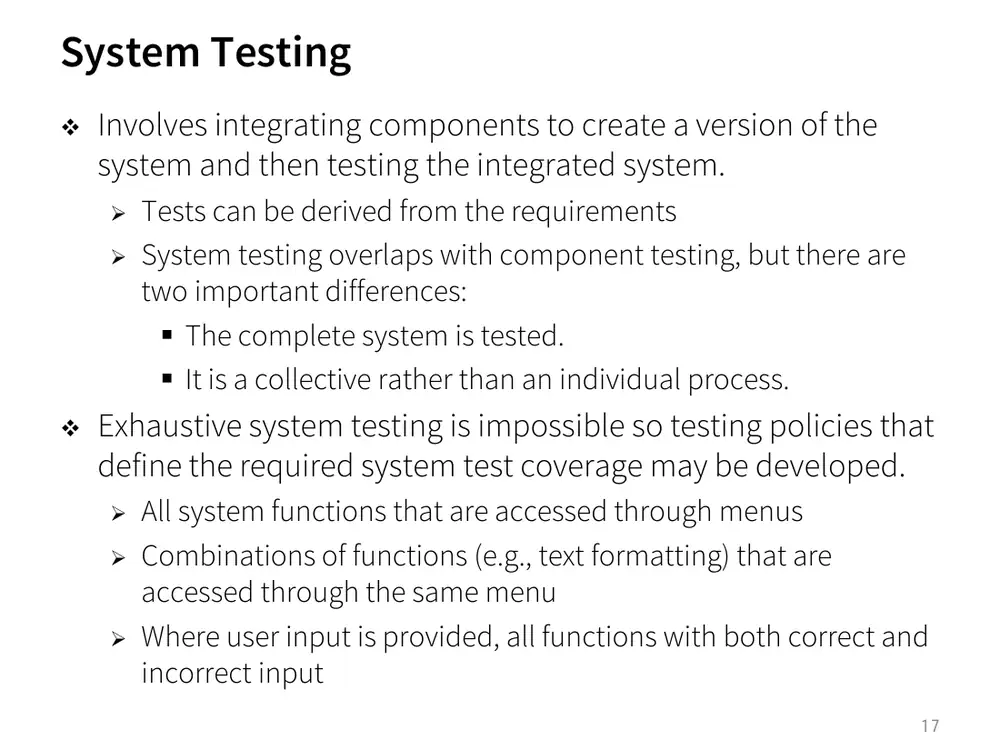 System Testing
❖ Involves integrating components to create a version of the
system and then testing the integrated system.
➢ Tests can be derived from the requirements
➢ System testing overlaps with component testing, but there are
two important differences:
▪ The complete system is tested.
▪ It is a collective rather than an individual process.
❖ Exhaustive system testing is impossible so testing policies that
define the required system test coverage may be developed.
➢ All system functions that are accessed through menus
➢ Combinations of functions (e.g., text formatting) that are
accessed through the same menu
➢ Where user input is provided, all functions with both correct and
incorrect input
17